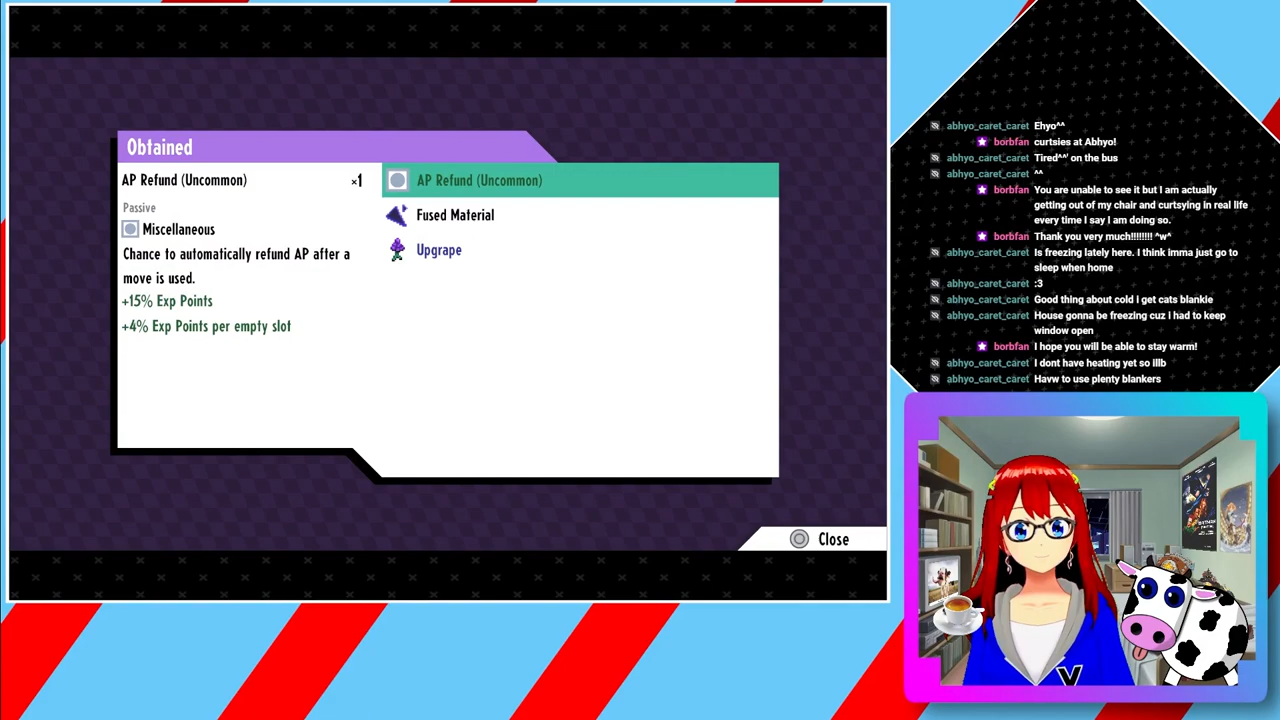 Obtained
AP Refund (Uncommon) ×1
Passive
Miscellaneous
Chance to automatically refund AP after a
move is used.
+15% Exp Points
+4% Exp Points per empty slot
AP Refund (Uncommon)
Fused Material
Upgrape
Close
abhyo_caret_caret Ehyo^^
borbfan curtsies at Abhyo!
abhyo_caret_caret Tired^^' on the bus
abhyo_caret_caret ^^
borbfan You are unable to see it but I am actually
getting out of my chair and curtsying in real life
every time I say I am doing so.
borbfan Thank you very much!!!!!!!! ^w^
abhyo_caret_caret Is freezing lately here. I think imma just go to
sleep when home
abhyo_caret_caret :3
abhyo_caret_caret Good thing about cold i get cats blankie
abhyo_caret_caret House gonna be freezing cuz i had to keep
window open
borbfan I hope you will be able to stay warm!
abhyo_caret_caret I dont have heating yet so illb
abhyo_caret_caret Havw to use plenty blankers
V